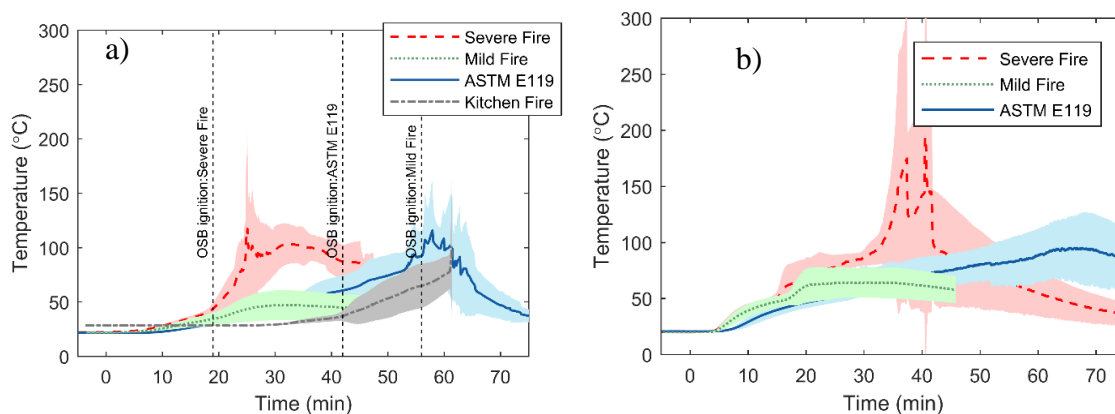 a)
300
250
200
150
100
50
0
Temperature (°C)
0 10 20 30 40 50 60 70
Time (min)
Severe Fire
Mild Fire
ASTM E119
Kitchen Fire
OSB ignition:Severe Fire
OSB ignition:ASTM E119
OSB ignition:Mild Fire
b)
300
250
200
150
100
50
0
Temperature (°C)
0 10 20 30 40 50 60 70
Time (min)
Severe Fire
Mild Fire
ASTM E119